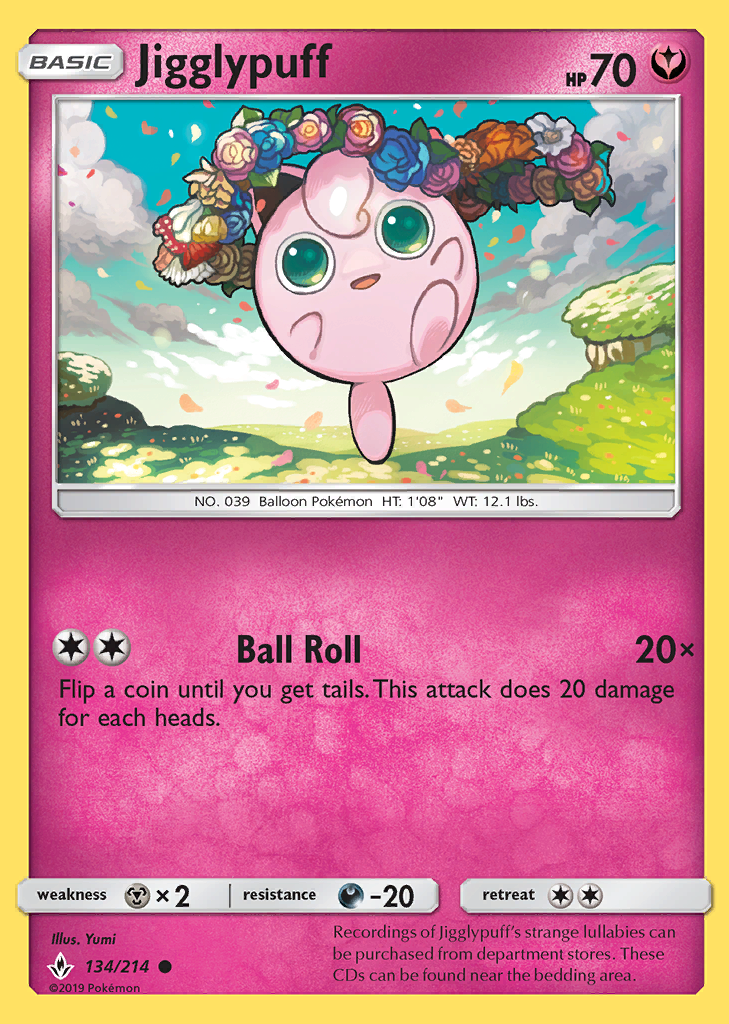 BASIC
Jigglypuff
HP 70
NO. 039 Balloon Pokémon HT: 1'08" WT: 12.1 lbs.
Ball Roll 20×
Flip a coin until you get tails. This attack does 20 damage
for each heads.
weakness × 2 resistance -20 retreat
Illus. Yumi
134/214
©2019 Pokémon
Recordings of Jigglypuff's strange lullabies can
be purchased from department stores. These
CDs can be found near the bedding area.